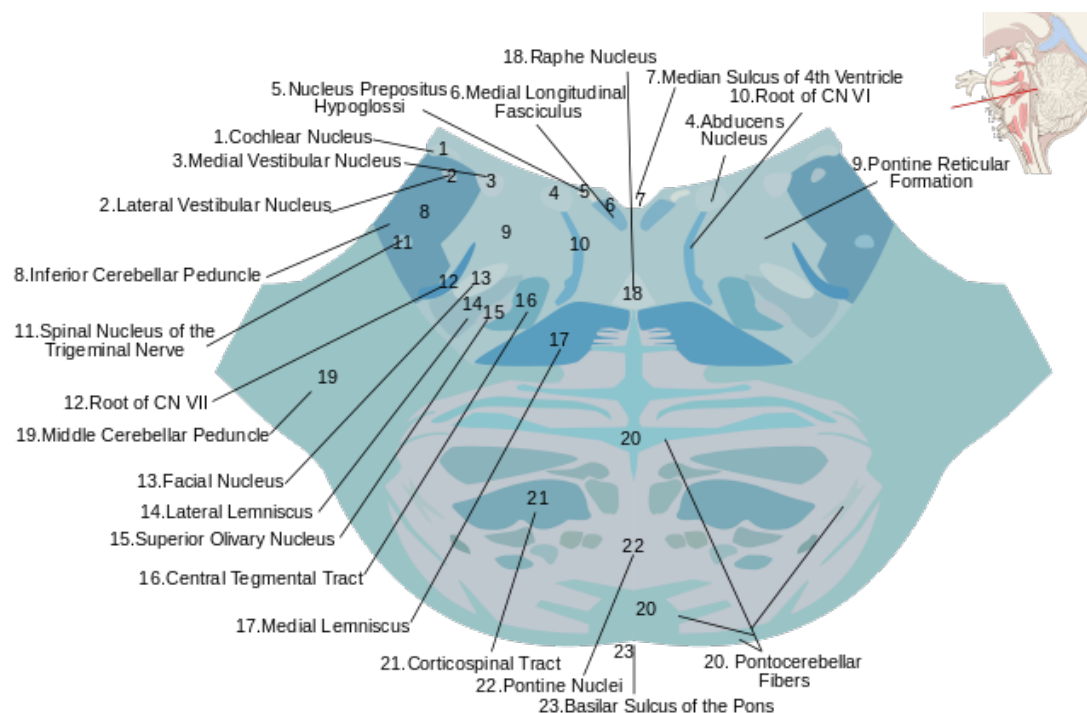 18.Raphe Nucleus
7.Median Sulcus of 4th Ventricle
5.Nucleus Prepositus
Hypoglossi
6.Medial Longitudinal
Fasciculus
10.Root of CN VI
4.Abducens
Nucleus
1.Cochlear Nucleus
3.Medial Vestibular Nucleus
9.Pontine Reticular
Formation
2.Lateral Vestibular Nucleus
8.Inferior Cerebellar Peduncle
11.Spinal Nucleus of the
Trigeminal Nerve
12.Root of CN VII
19.Middle Cerebellar Peduncle
13.Facial Nucleus
14.Lateral Lemniscus
15.Superior Olivary Nucleus
16.Central Tegmental Tract
17.Medial Lemniscus
21.Corticospinal Tract
22.Pontine Nuclei
23.Basilar Sulcus of the Pons
20. Pontocerebellar
Fibers
1
2
3
4
5
6
7
8
9
10
11
12
13
14
15
16
17
18
19
20
21
22
20
23